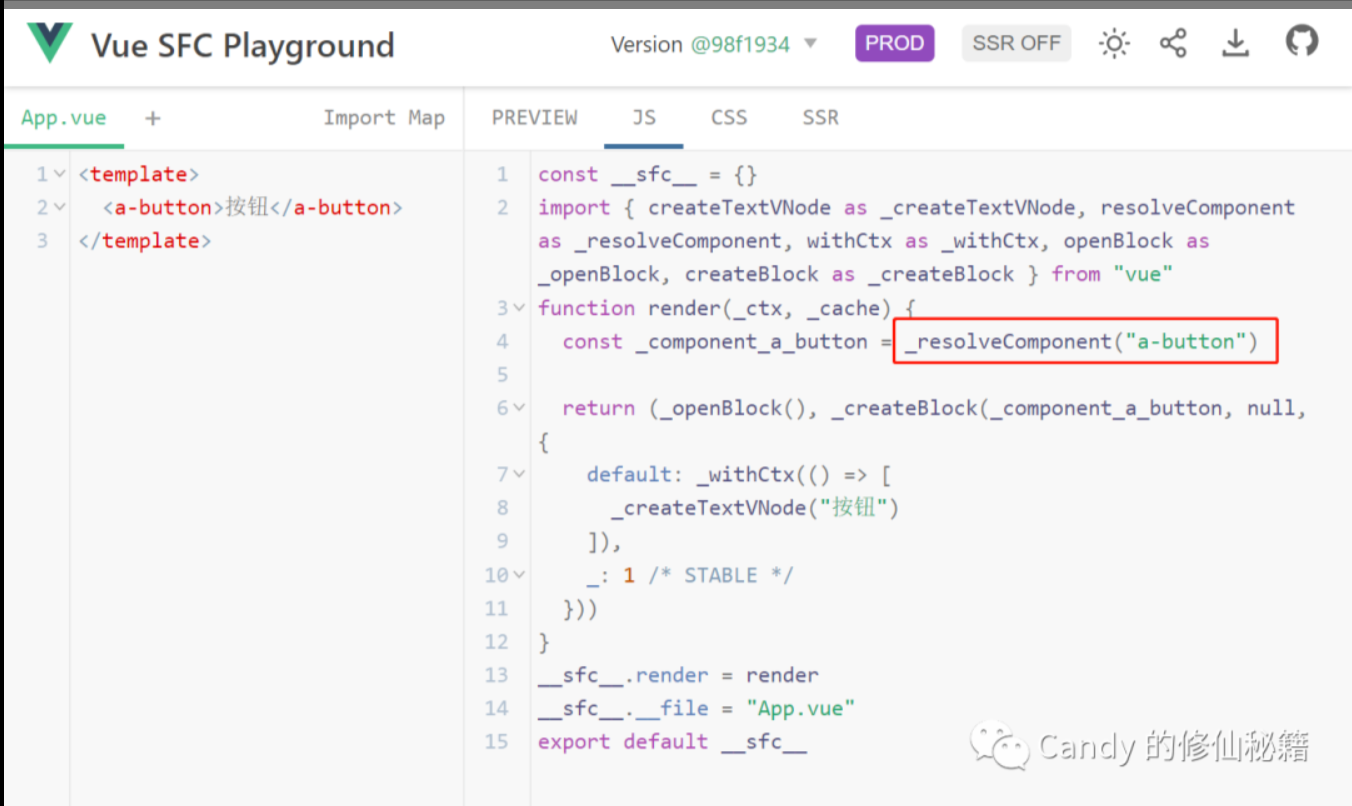 Vue SFC Playground
Version @98f1934
PROD
SSR OFF
App.vue + Import Map
PREVIEW JS CSS SSR
1 <template>
2 <a-button>按钮</a-button>
3 </template>
1 const __sfc__ = {}
2 import { createTextVNode as _createTextVNode, resolveComponent
as _resolveComponent, withCtx as _withCtx, openBlock as
_openBlock, createBlock as _createBlock } from "vue"
3 function render(_ctx, _cache) {
4 const _component_a_button = _resolveComponent("a-button")
5
6 return (_openBlock(), _createBlock(_component_a_button, null,
{
7 default: _withCtx(() => [
8 _createTextVNode("按钮")
9 ]),
10 _: 1 /* STABLE */
11 }))
12 }
13 __sfc__.render = render
14 __sfc__.__file = "App.vue"
15 export default __sfc__
Candy 的修仙秘籍